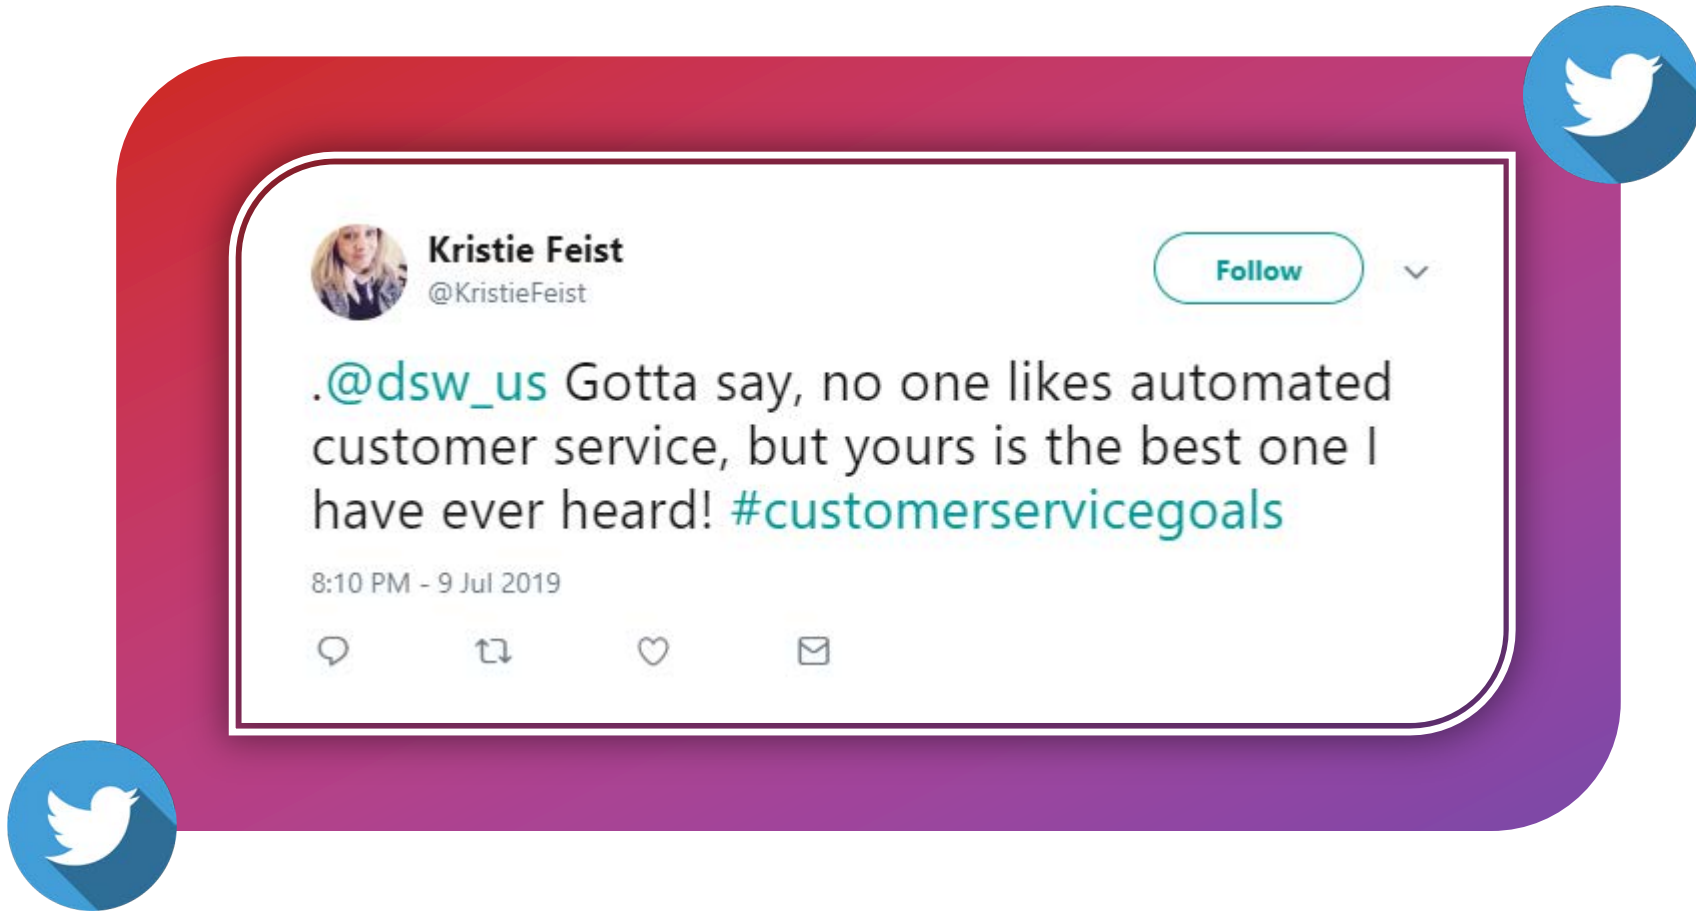 Kristie Feist
@KristieFeist
Follow
.@dsw_us Gotta say, no one likes automated
customer service, but yours is the best one I
have ever heard! #customerservicegoals
8:10 PM - 9 Jul 2019